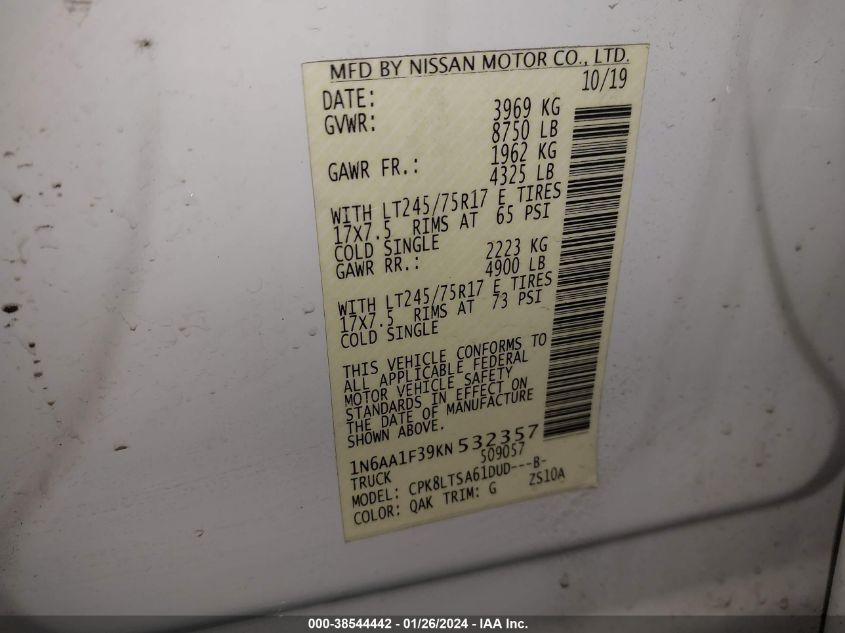 MFD BY NISSAN MOTOR CO., LTD.
DATE: 10/19
GVWR: 3969 KG
8750 LB
GAWR FR.: 1962 KG
4325 LB
WITH LT245/75R17 E TIRES
17X7.5 RIMS AT 65 PSI
COLD SINGLE
GAWR RR.: 2223 KG
4900 LB
WITH LT245/75R17 E TIRES
17X7.5 RIMS AT 73 PSI
COLD SINGLE
THIS VEHICLE CONFORMS TO
ALL APPLICABLE FEDERAL
MOTOR VEHICLE SAFETY
STANDARDS IN EFFECT ON
THE DATE OF MANUFACTURE
SHOWN ABOVE.
1N6AA1F39KN532357
TRUCK 509057
MODEL: CPK8LTSA61DUD---B-
COLOR: QAK TRIM: G ZS10A
000-38544442 - 01/26/2024 - IAA Inc.